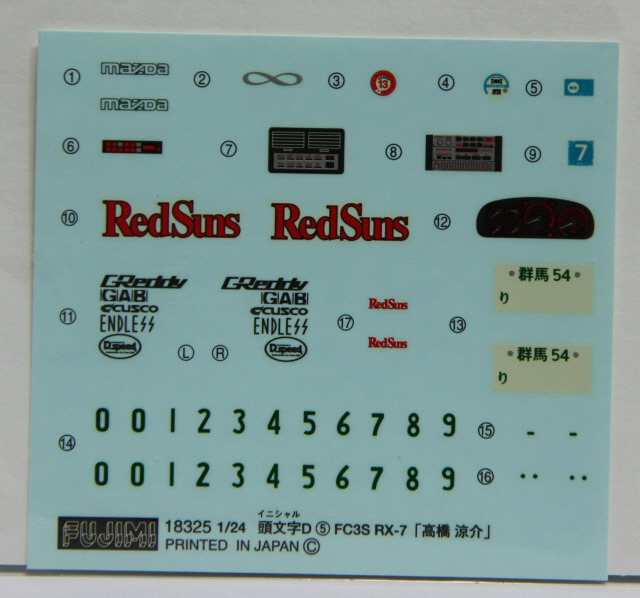 ① mazda ② ③ 13 ④ ⑤
mazda
⑥ ⑦ ⑧ ⑨ 7
⑩ RedSuns RedSuns ⑫
⑪ GReddy GReddy
GAB GAB
CUSCO CUSCO
ENDLESS ENDLESS
D.speed Ⓛ Ⓡ D.speed
⑰ RedSuns
RedSuns
⑬ 群馬 54
り
群馬 54
り
⑭ 0 0 1 2 3 4 5 6 7 8 9 ⑮ - -
0 0 1 2 3 4 5 6 7 8 9 ⑯ ·· ··
イニシャル
FUJIMI 18325 1/24 頭文字D ⑤ FC3S RX-7「高橋 涼介」
PRINTED IN JAPAN Ⓒ